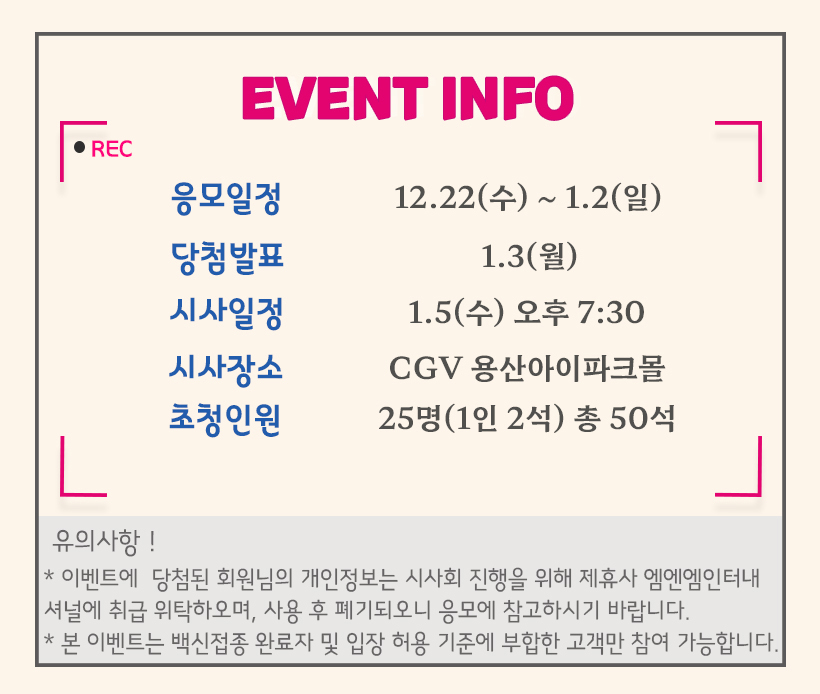 EVENT INFO
REC
응모일정 12.22(수) ~ 1.2(일)
당첨발표 1.3(월)
시사일정 1.5(수) 오후 7:30
시사장소 CGV 용산아이파크몰
초청인원 25명(1인 2석) 총 50석
유의사항 !
* 이벤트에 당첨된 회원님의 개인정보는 시사회 진행을 위해 제휴사 엠엔엠인터내
셔널에 취급 위탁하오며, 사용 후 폐기되오니 응모에 참고하시기 바랍니다.
* 본 이벤트는 백신접종 완료자 및 입장 허용 기준에 부합한 고객만 참여 가능합니다.